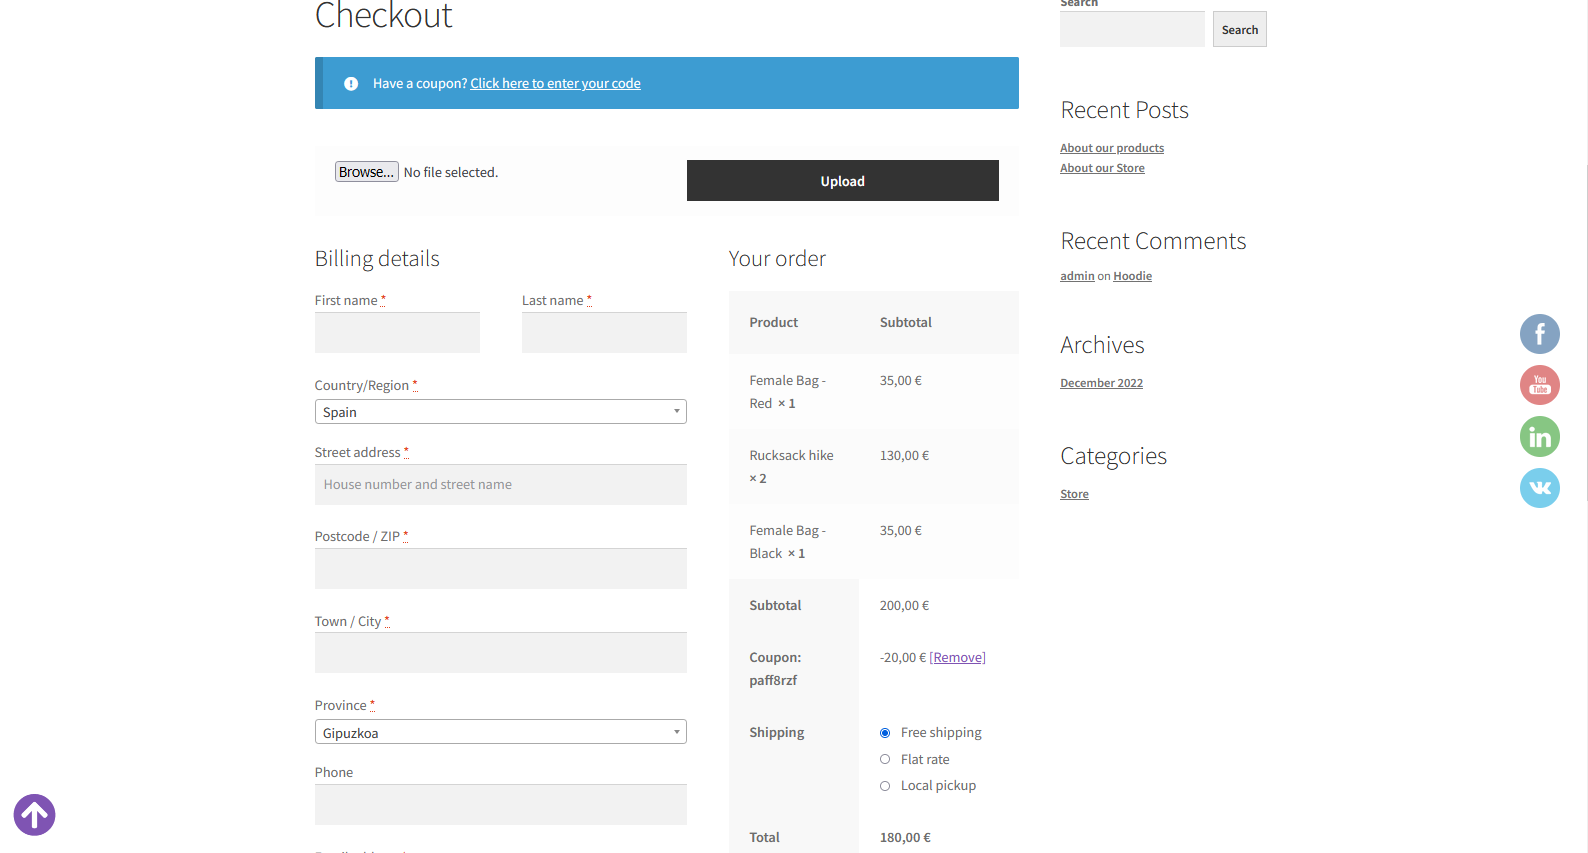 Checkout
Have a coupon? Click here to enter your code
Browse... No file selected.
Upload
Billing details
First name *
Last name *
Country/Region *
Spain
Street address *
House number and street name
Postcode / ZIP *
Town / City *
Province *
Gipuzkoa
Phone
Your order
Product Subtotal
Female Bag - 35,00 €
Red × 1
Rucksack hike 130,00 €
× 2
Female Bag - 35,00 €
Black × 1
Subtotal 200,00 €
Coupon: -20,00 € [Remove]
paff8rzf
Shipping Free shipping
Flat rate
Local pickup
Total 180,00 €
Search
Search
Recent Posts
About our products
About our Store
Recent Comments
admin on Hoodie
Archives
December 2022
Categories
Store
f
You
Tube
in